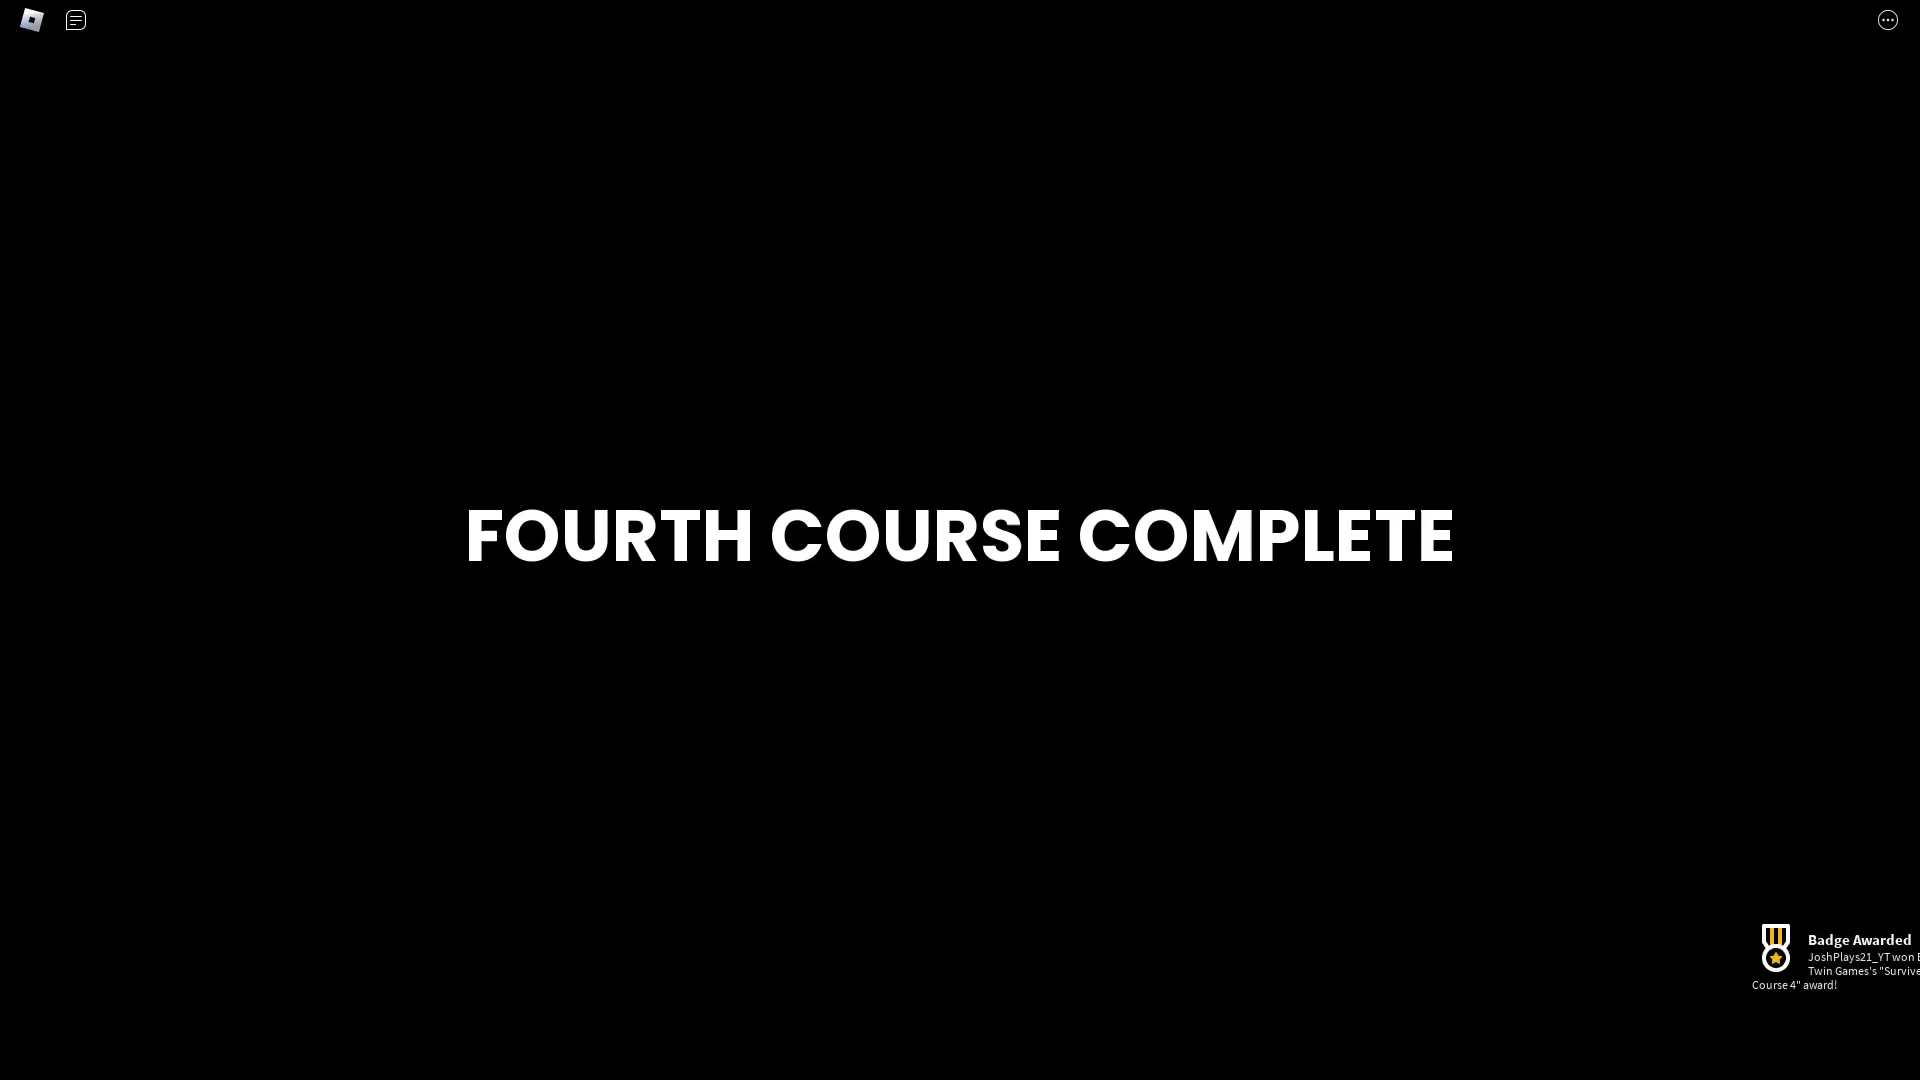 FOURTH COURSE COMPLETE
Badge Awarded
JoshPlays21_YT won
Twin Games's "Survive
Course 4" award!